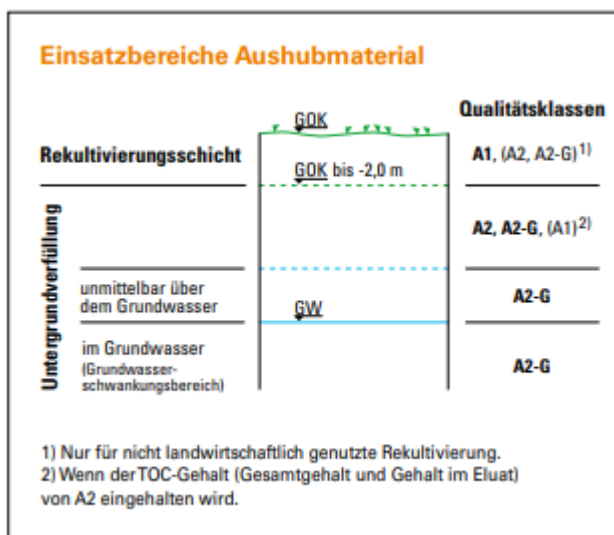 Einsatzbereiche Aushubmaterial
Qualitätsklassen
GOK
Rekultivierungsschicht
A1, (A2, A2-G)1)
GOK bis -2,0 m
Untergrundverfüllung
A2, A2-G, (A1)2)
unmittelbar über
dem Grundwasser
A2-G
GW
im Grundwasser
(Grundwasser-
schwankungsbereich)
A2-G
1) Nur für nicht landwirtschaftlich genutzte Rekultivierung.
2) Wenn der TOC-Gehalt (Gesamtgehalt und Gehalt im Eluat)
von A2 eingehalten wird.